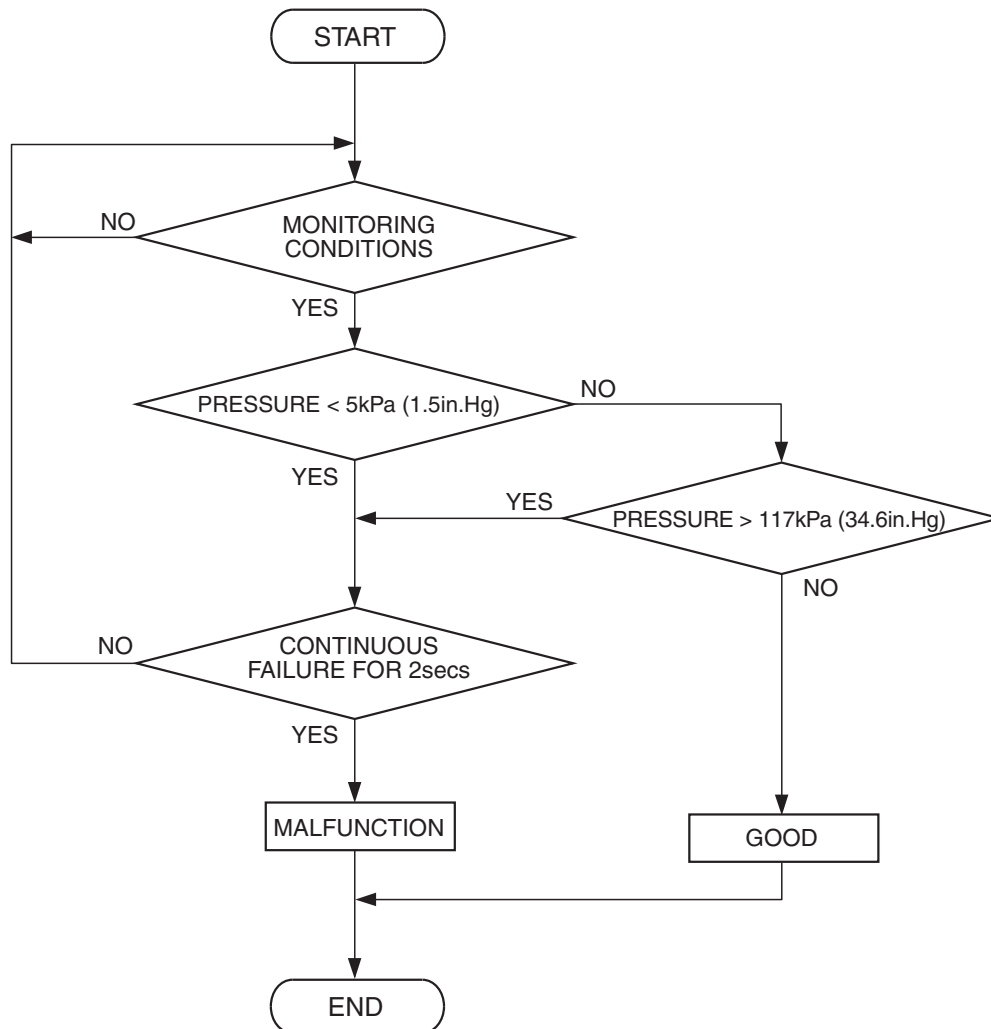 START
NO
MONITORING
CONDITIONS
YES
PRESSURE < 5kPa (1.5in.Hg)
NO
YES
YES
PRESSURE > 117kPa (34.6in.Hg)
NO
NO
CONTINUOUS
FAILURE FOR 2secs
YES
MALFUNCTION
GOOD
END